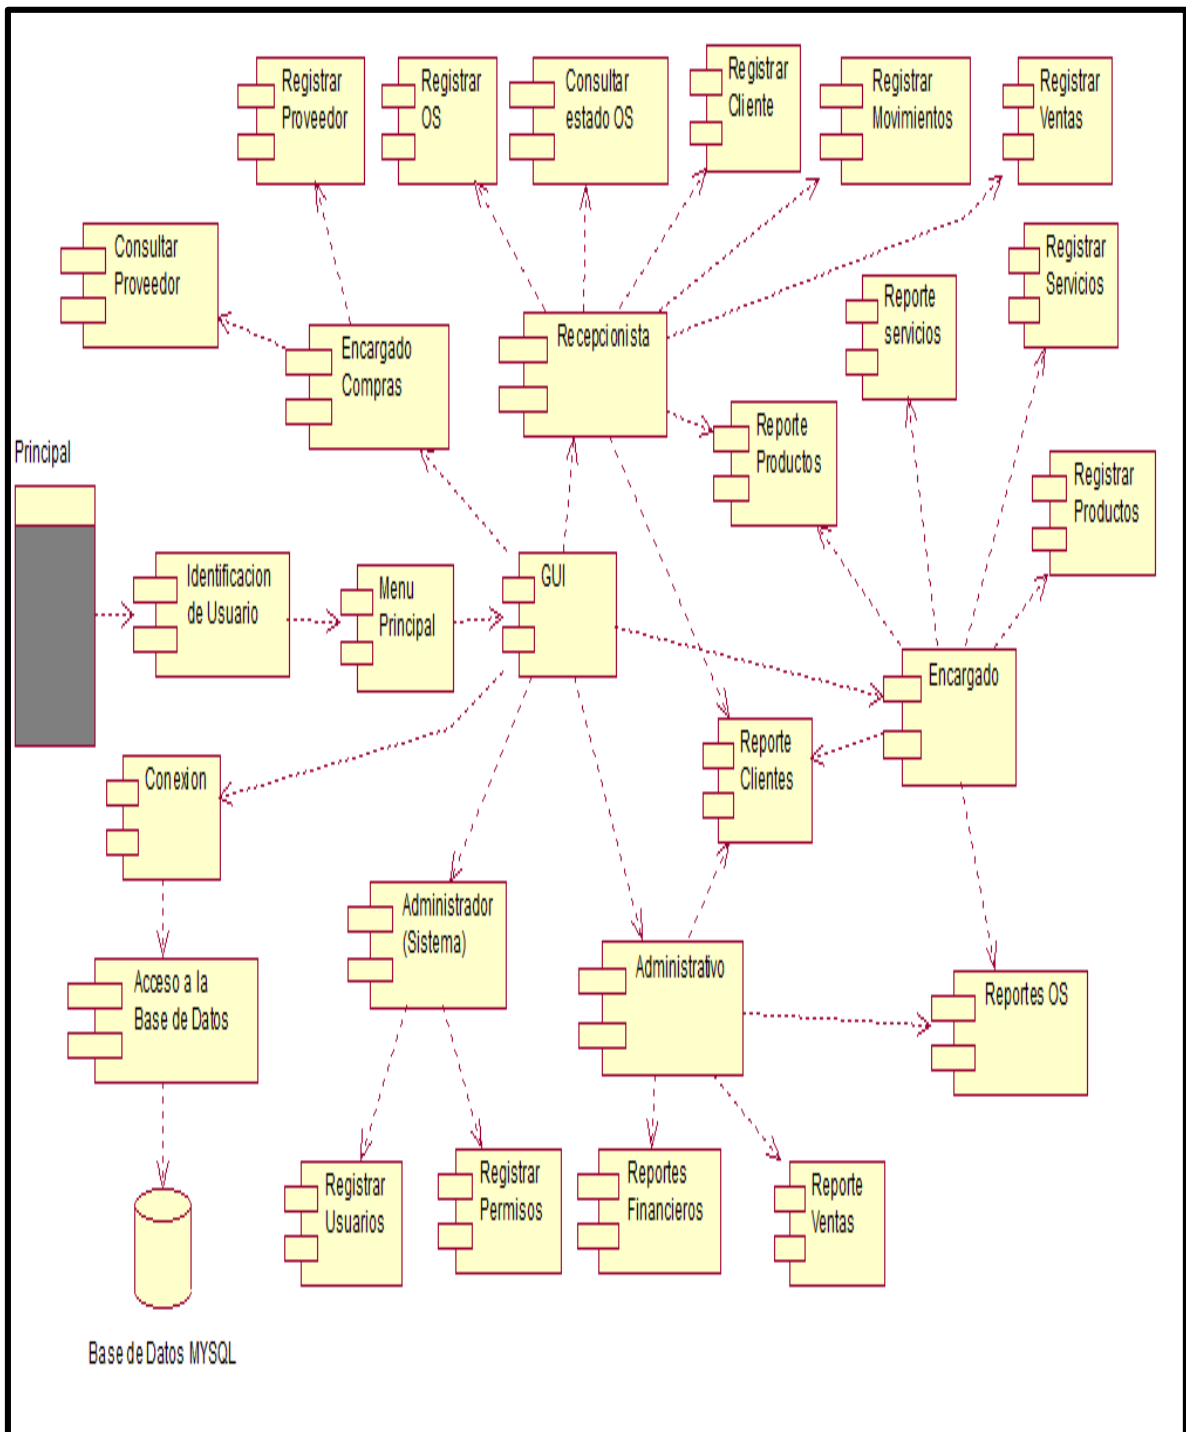 Registrar
Proveedor
Registrar
OS
Consultar
estado OS
Registrar
Cliente
Registrar
Movimientos
Registrar
Ventas
Consultar
Proveedor
Encargado
Compras
Recepcionista
Reporte
servicios
Registrar
Servicios
Reporte
Productos
Registrar
Productos
Principal
Identificacion
de Usuario
Menu
Principal
GUI
Encargado
Conexion
Reporte
Clientes
Administrador
(Sistema)
Administrativo
Acceso a la
Base de Datos
Reportes OS
Registrar
Usuarios
Registrar
Permisos
Reportes
Financieros
Reporte
Ventas
Base de Datos MYSQL